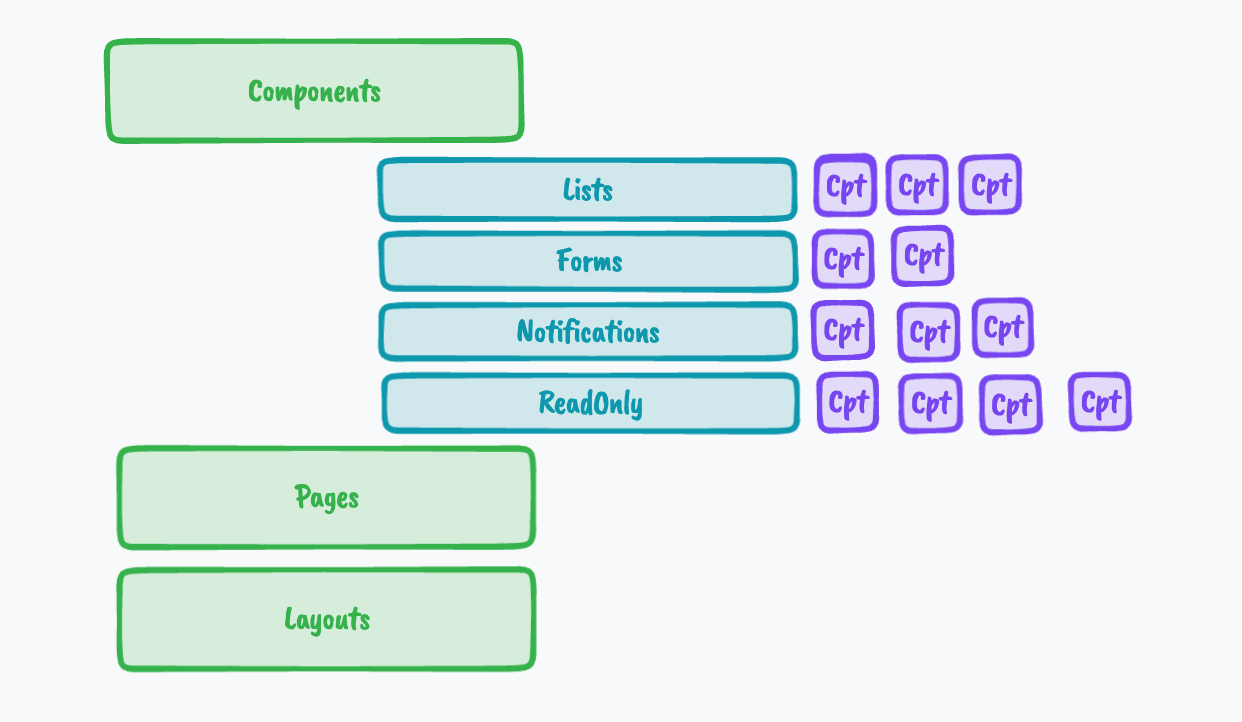 Components
Lists Cpt Cpt Cpt
Forms Cpt Cpt
Notifications Cpt Cpt Cpt
ReadOnly Cpt Cpt Cpt Cpt
Pages
Layouts